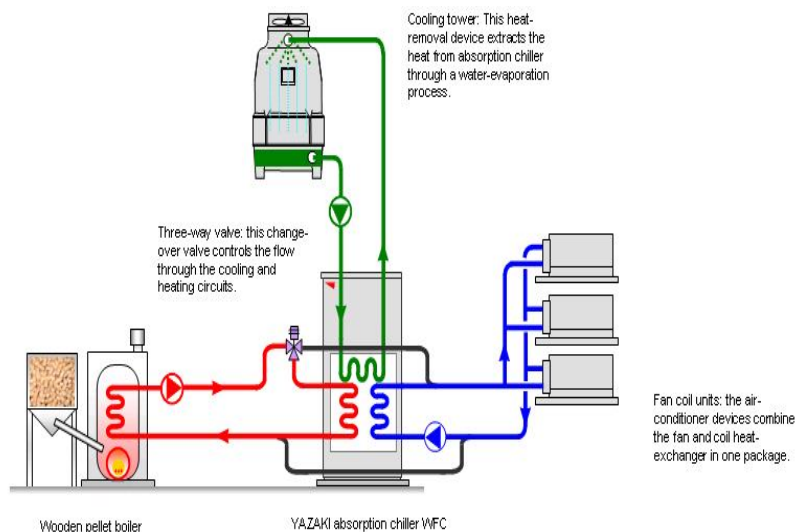 Cooling tower: This heat-
removal device extracts the
heat from absorption chiller
through a water-evaporation
process.
Three-way valve: this change-
over valve controls the flow
through the cooling and
heating circuits.
Fan coil units: the air-
conditioner devices combine
the fan and coil heat-
exchanger in one package.
Wooden pellet boiler
YAZAKI absorption chiller WFC